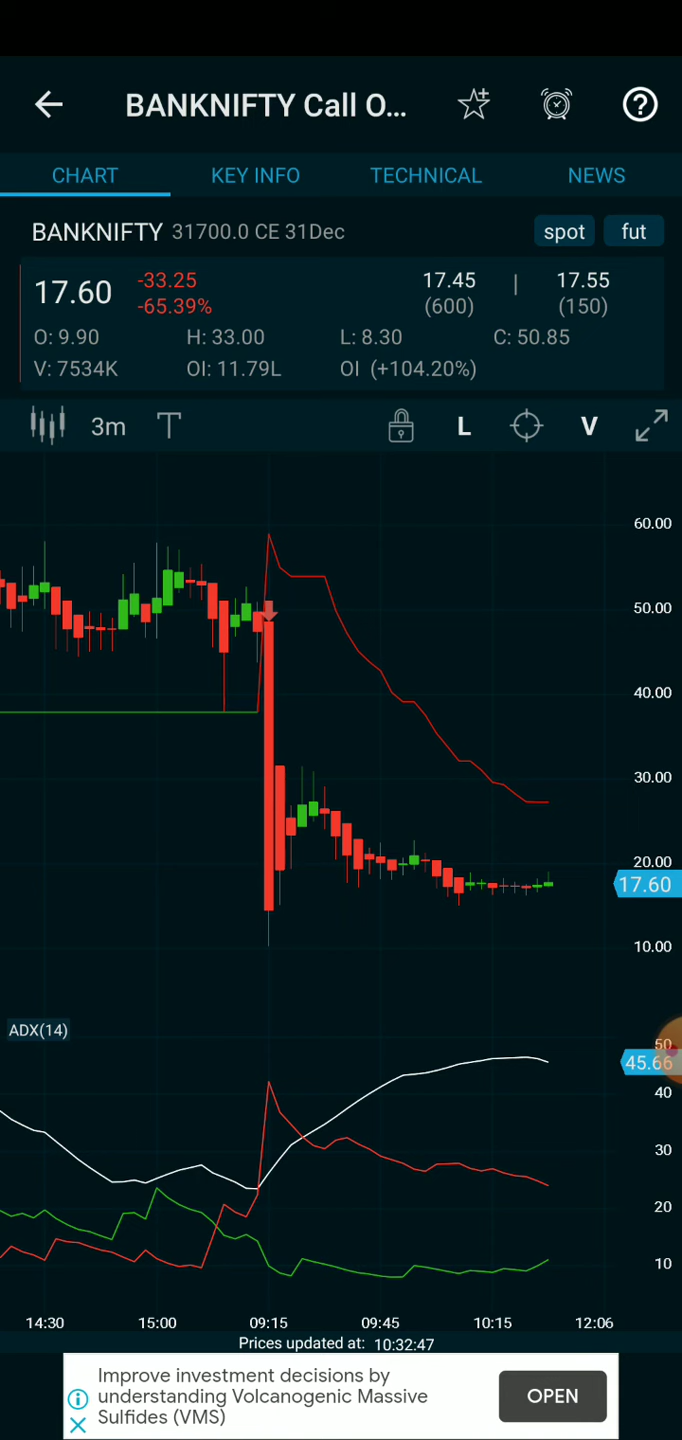 BANKNIFTY Call O...
CHART KEY INFO TECHNICAL NEWS
BANKNIFTY 31700.0 CE 31Dec spot fut
17.60 -33.25 17.45 | 17.55
-65.39% (600) (150)
O: 9.90 H: 33.00 L: 8.30 C: 50.85
V: 7534K OI: 11.79L OI (+104.20%)
3m T L V
60.00
50.00
40.00
30.00
20.00
17.60
10.00
ADX(14)
50
45.66
40
30
20
10
14:30 15:00 09:15 09:45 10:15 12:06
Prices updated at: 10:32:47
Improve investment decisions by
understanding Volcanogenic Massive
Sulfides (VMS)
OPEN